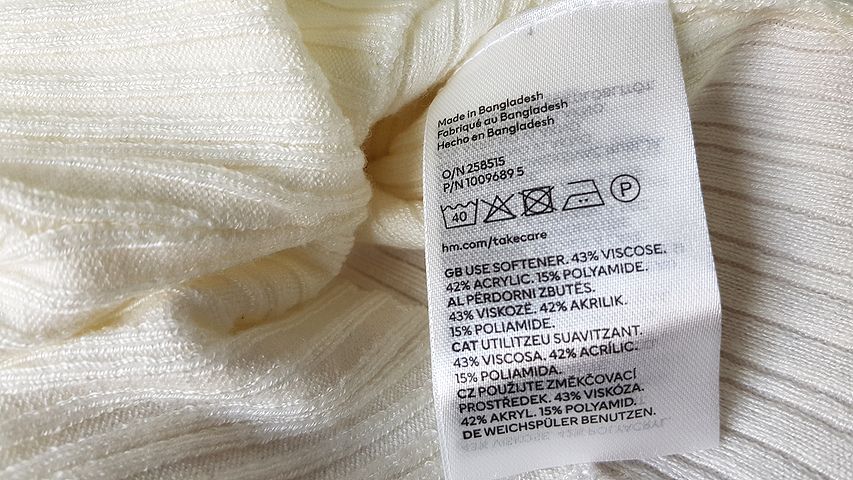 Made in Bangladesh
Fabriqué au Bangladesh
Hecho en Bangladesh
O/N 258515
P/N 1009689 5
40 P
hm.com/takecare
GB USE SOFTENER. 43% VISCOSE.
42% ACRYLIC. 15% POLYAMIDE.
AL PËRDORNI ZBUTËS.
43% VISKOZË. 42% AKRILIK.
15% POLIAMIDE.
CAT UTILITZEU SUAVITZANT.
43% VISCOSA. 42% ACRÍLIC.
15% POLIAMIDA.
CZ POUŽIJTE ZMĚKČOVACÍ
PROSTŘEDEK. 43% VISKÓZA.
42% AKRYL. 15% POLYAMID.
DE WEICHSPÜLER BENUTZEN.